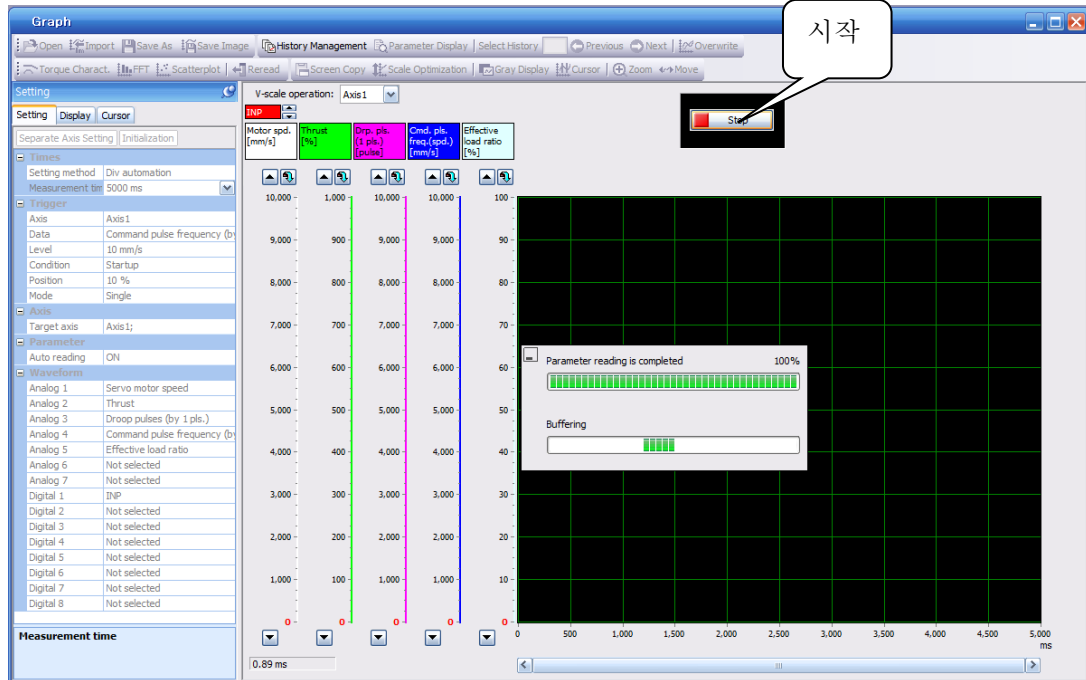 Graph
시작
Open Import Save As Save Image History Management Parameter Display Select History Previous Next Overwrite
Torque Charact. FFT Scatterplot Reread Screen Copy Scale Optimization Gray Display Cursor Zoom Move
Setting
Setting Display Cursor
Separate Axis Setting Initialization
Times
Setting method Div automation
Measurement tim 5000 ms
Trigger
Axis Axis1
Data Command pulse frequency (by
Level 10 mm/s
Condition Startup
Position 10 %
Mode Single
Axis
Target axis Axis1;
Parameter
Auto reading ON
Waveform
Analog 1 Servo motor speed
Analog 2 Thrust
Analog 3 Droop pulses (by 1 pls.)
Analog 4 Command pulse frequency (by
Analog 5 Effective load ratio
Analog 6 Not selected
Analog 7 Not selected
Digital 1 INP
Digital 2 Not selected
Digital 3 Not selected
Digital 4 Not selected
Digital 5 Not selected
Digital 6 Not selected
Digital 7 Not selected
Digital 8 Not selected
Measurement time
V-scale operation: Axis1
Stop
INP
Motor spd. Thrust Drp. pls. Cmd. pls. Effective
[mm/s] [%] (1 pls.) freq.(spd.) load ratio
[pulse] [mm/s] [%]
10,000 1,000 10,000 10,000 100
9,000 900 9,000 9,000 90
8,000 800 8,000 8,000 80
7,000 700 7,000 7,000 70
6,000 600 6,000 6,000 60
5,000 500 5,000 5,000 50
4,000 400 4,000 4,000 40
3,000 300 3,000 3,000 30
2,000 200 2,000 2,000 20
1,000 100 1,000 1,000 10
0 0 0 0 0
Parameter reading is completed 100%
Buffering
0 500 1,000 1,500 2,000 2,500 3,000 3,500 4,000 4,500 5,000
ms
0.89 ms